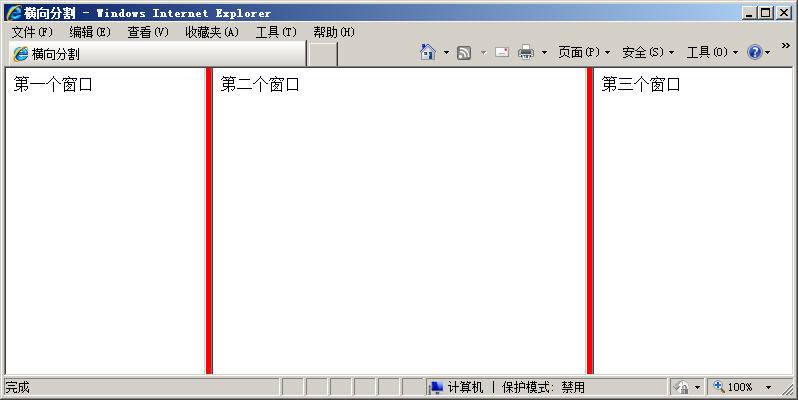 横向分割 - Windows Internet Explorer
文件(F) 编辑(E) 查看(V) 收藏夹(A) 工具(T) 帮助(H)
横向分割 页面(P) 安全(S) 工具(O) »
第一个窗口 第二个窗口 第三个窗口
完成 计算机 | 保护模式: 禁用 100%